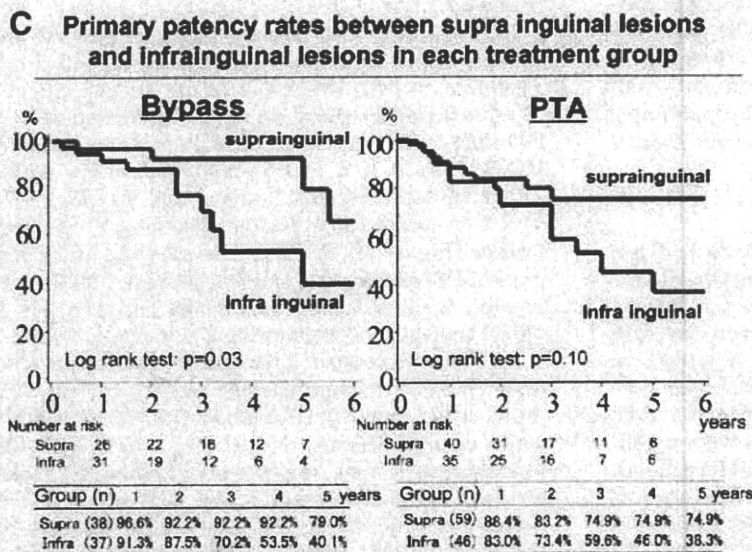 C Primary patency rates between supra inguinal lesions
and infrainguinal lesions in each treatment group
Bypass
%
100
80
60
40
20
0
suprainguinal
Infra inguinal
Log rank test: p=0.03
0 1 2 3 4 5 6
Number at risk
Supra 26 22 16 12 7
Infra 31 19 12 6 4
Group (n) 1 2 3 4 5 years
Supra (38) 96.6% 92.2% 92.2% 92.2% 79.0%
Infra (37) 91.3% 87.5% 70.2% 53.5% 40.1%
PTA
%
100
80
60
40
20
0
suprainguinal
Infra inguinal
Log rank test: p=0.10
0 1 2 3 4 5 6
years
Number at risk
Supra 40 31 17 11 6
Infra 35 25 16 7 6
Group (n) 1 2 3 4 5 years
Supra (59) 88.4% 83.2% 74.9% 74.9% 74.9%
Infra (46) 83.0% 73.4% 59.6% 46.0% 38.3%